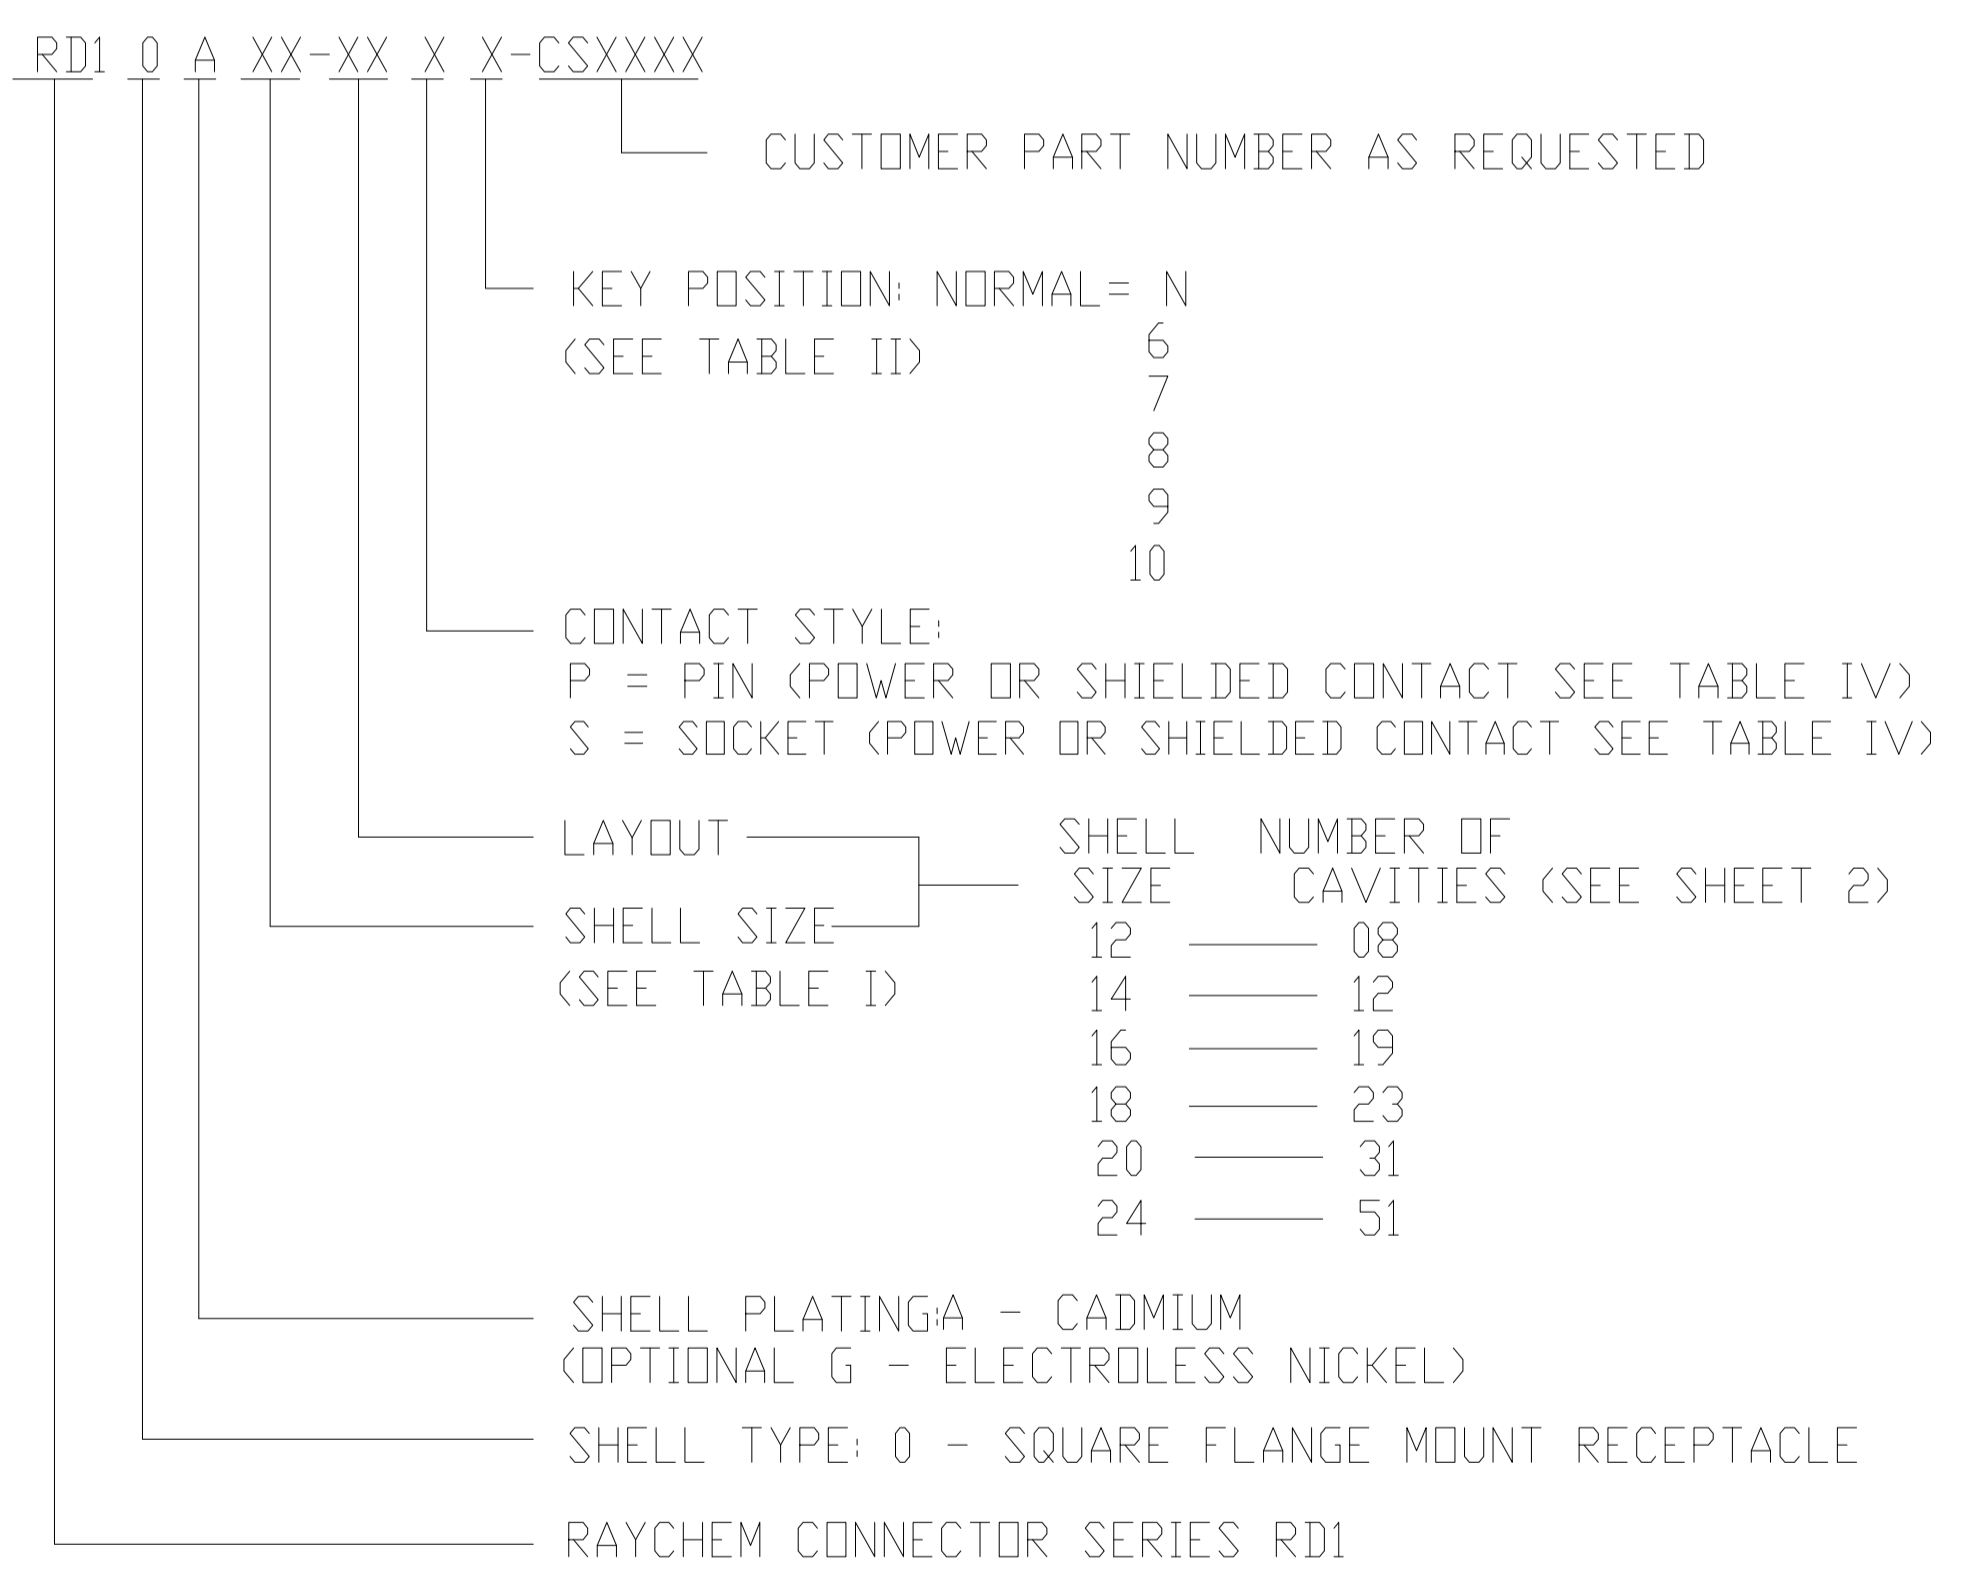 RD1 0 A XX-XX X X-CSXXXX
CUSTOMER PART NUMBER AS REQUESTED
KEY POSITION: NORMAL= N
(SEE TABLE II)
6
7
8
9
10
CONTACT STYLE:
P = PIN (POWER OR SHIELDED CONTACT SEE TABLE IV)
S = SOCKET (POWER OR SHIELDED CONTACT SEE TABLE IV)
LAYOUT
SHELL SIZE
(SEE TABLE I)
SHELL NUMBER OF
SIZE CAVITIES (SEE SHEET 2)
12 08
14 12
16 19
18 23
20 31
24 51
SHELL PLATING:A - CADMIUM
(OPTIONAL G - ELECTROLESS NICKEL)
SHELL TYPE: 0 - SQUARE FLANGE MOUNT RECEPTACLE
RAYCHEM CONNECTOR SERIES RD1